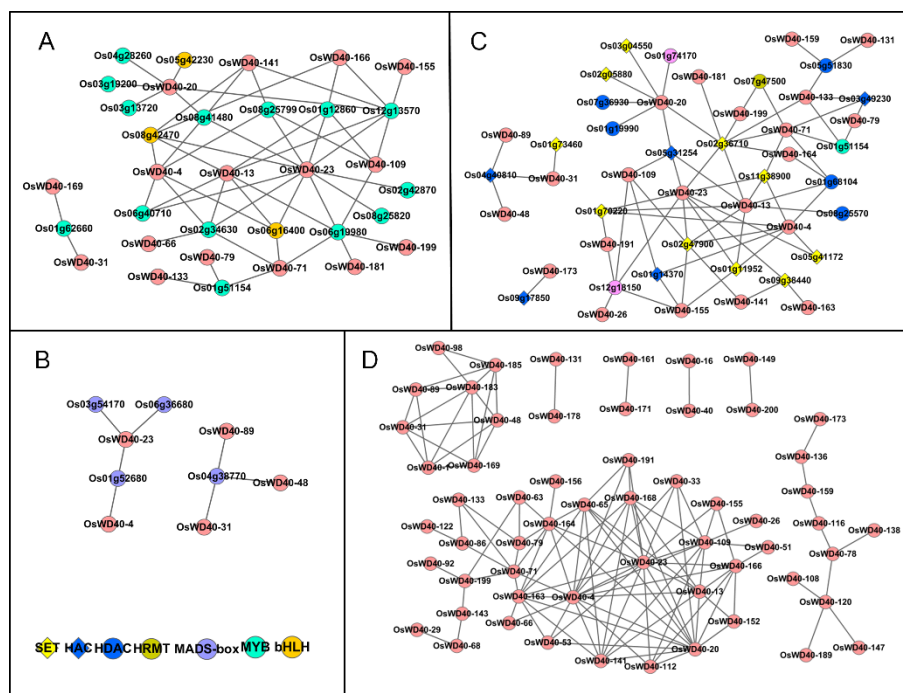 A
Os04g28260
Os05g42230
OsWD40-141
OsWD40-166
OsWD40-155
Os03g19200
OsWD40-20
Os03g13720
Os08g41480
Os08g25799
Os01g12860
Os12g13570
Os08g42470
OsWD40-4
OsWD40-13
OsWD40-23
OsWD40-109
OsWD40-169
Os06g40710
Os02g42870
Os01g62660
Os02g34630
Os06g16400
Os06g19980
Os08g25820
OsWD40-66
OsWD40-199
OsWD40-31
OsWD40-79
OsWD40-133
OsWD40-71
OsWD40-181
Os01g51154
C
Os03g04550
Os01g74170
OsWD40-159
OsWD40-131
Os02g05880
OsWD40-181
Os07g47500
Os05g51830
Os07g36930
OsWD40-20
OsWD40-133
Os03g49230
OsWD40-199
Os01g19990
OsWD40-79
OsWD40-89
Os01g73460
Os02g36710
OsWD40-71
Os01g51154
Os05g31254
OsWD40-164
Os04g40810
OsWD40-31
OsWD40-109
OsWD40-23
Os11g38900
Os01g68104
OsWD40-48
Os01g70220
OsWD40-13
Os08g25570
OsWD40-4
OsWD40-191
Os02g47900
Os05g41172
OsWD40-173
Os01g14370
Os01g11952
Os09g38440
Os12g18150
Os09g17850
OsWD40-26
OsWD40-155
OsWD40-141
OsWD40-163
B
Os03g54170
Os06g36680
OsWD40-23
OsWD40-89
Os01g52680
Os04g38770
OsWD40-48
OsWD40-4
OsWD40-31
SET HAC HDAC HRMT MADS-box MYB bHLH
D
OsWD40-98
OsWD40-185
OsWD40-131
OsWD40-161
OsWD40-16
OsWD40-149
OsWD40-89
OsWD40-183
OsWD40-31
OsWD40-48
OsWD40-178
OsWD40-171
OsWD40-40
OsWD40-200
OsWD40-1
OsWD40-169
OsWD40-173
OsWD40-136
OsWD40-191
OsWD40-156
OsWD40-33
OsWD40-133
OsWD40-63
OsWD40-65
OsWD40-168
OsWD40-155
OsWD40-159
OsWD40-122
OsWD40-164
OsWD40-26
OsWD40-116
OsWD40-138
OsWD40-86
OsWD40-79
OsWD40-109
OsWD40-51
OsWD40-78
OsWD40-92
OsWD40-71
OsWD40-23
OsWD40-166
OsWD40-199
OsWD40-108
OsWD40-163
OsWD40-4
OsWD40-13
OsWD40-120
OsWD40-143
OsWD40-66
OsWD40-152
OsWD40-29
OsWD40-68
OsWD40-53
OsWD40-20
OsWD40-147
OsWD40-141
OsWD40-112
OsWD40-189